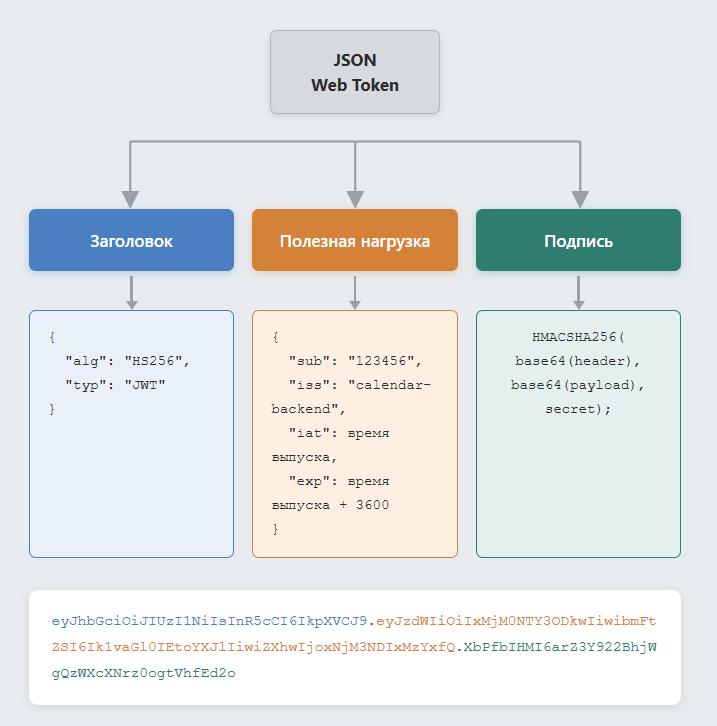 JSON
Web Token
Заголовок
Полезная нагрузка
Подпись
{
"alg": "HS256",
"typ": "JWT"
}
{
"sub": "123456",
"iss": "calendar-
backend",
"iat": время
выпуска,
"exp": время
выпуска + 3600
}
HMACSHA256(
base64(header),
base64(payload),
secret);
eyJhbGciOiJIUzI1NiIsInR5cCI6IkpXVCJ9.eyJzdWIiOiIxMjM0NTY3ODkwIiwibmFt
ZSI6Ik1vaGl0IEtoYXJlIiwiZXhwIjoxNjM3NDIxMzYxfQ.XbPfbIHMI6arZ3Y922BhjW
gQzWXcXNrz0ogtVhfEd2o